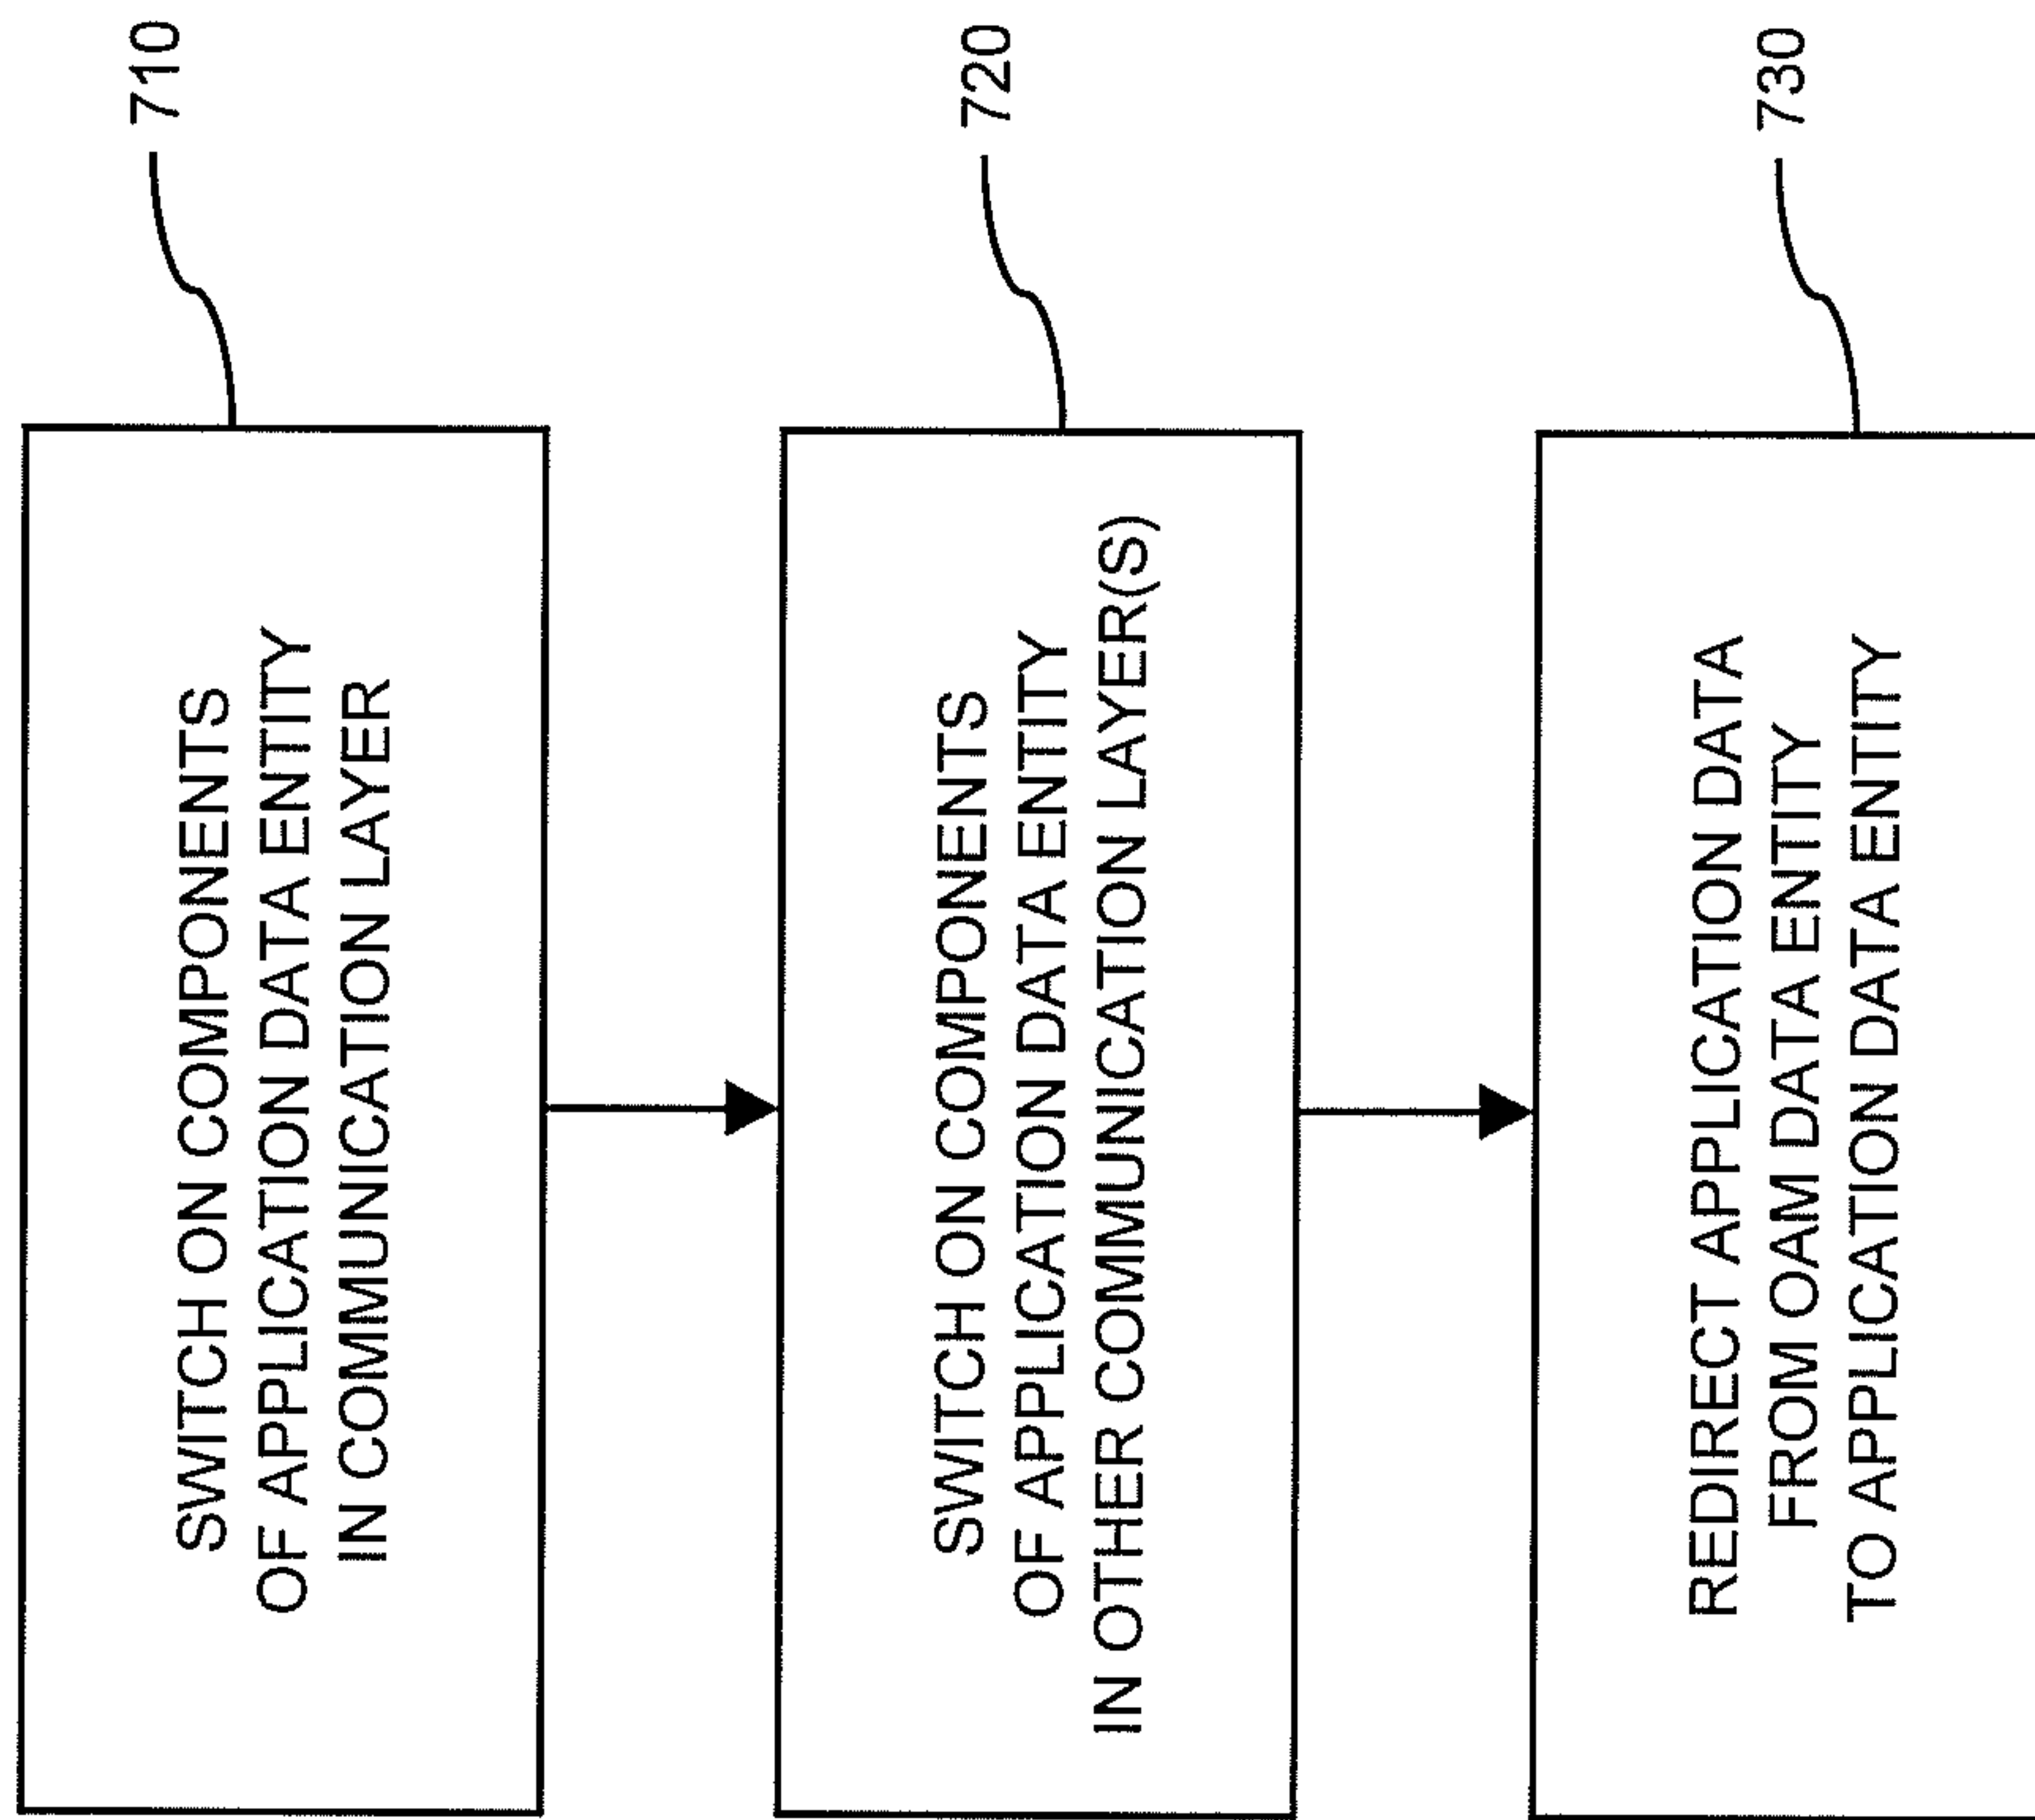 710
SWITCH ON COMPONENTS
OF APPLICATION DATA ENTITY
IN COMMUNICATION LAYER
720
SWITCH ON COMPONENTS
OF APPLICATION DATA ENTITY
IN OTHER COMMUNICATION LAYER(S)
730
REDIRECT APPLICATION DATA
FROM OAM DATA ENTITY
TO APPLICATION DATA ENTITY